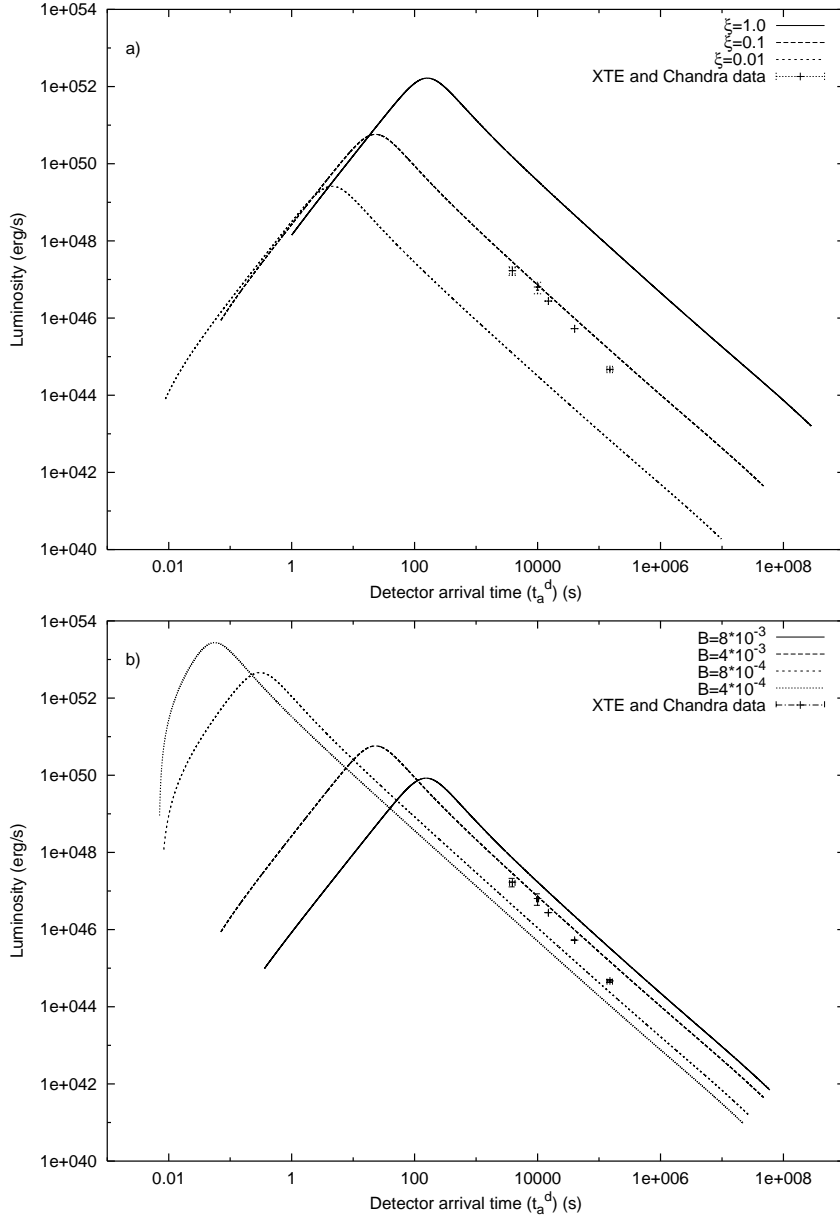 a)
ξ=1.0
ξ=0.1
ξ=0.01
XTE and Chandra data
1e+054
1e+052
1e+050
1e+048
1e+046
1e+044
1e+042
1e+040
Luminosity (erg/s)
0.01
1
100
10000
1e+006
1e+008
Detector arrival time (t_a^d) (s)
b)
B=8*10^-3
B=4*10^-3
B=8*10^-4
B=4*10^-4
XTE and Chandra data
1e+054
1e+052
1e+050
1e+048
1e+046
1e+044
1e+042
1e+040
Luminosity (erg/s)
0.01
1
100
10000
1e+006
1e+008
Detector arrival time (t_a^d) (s)